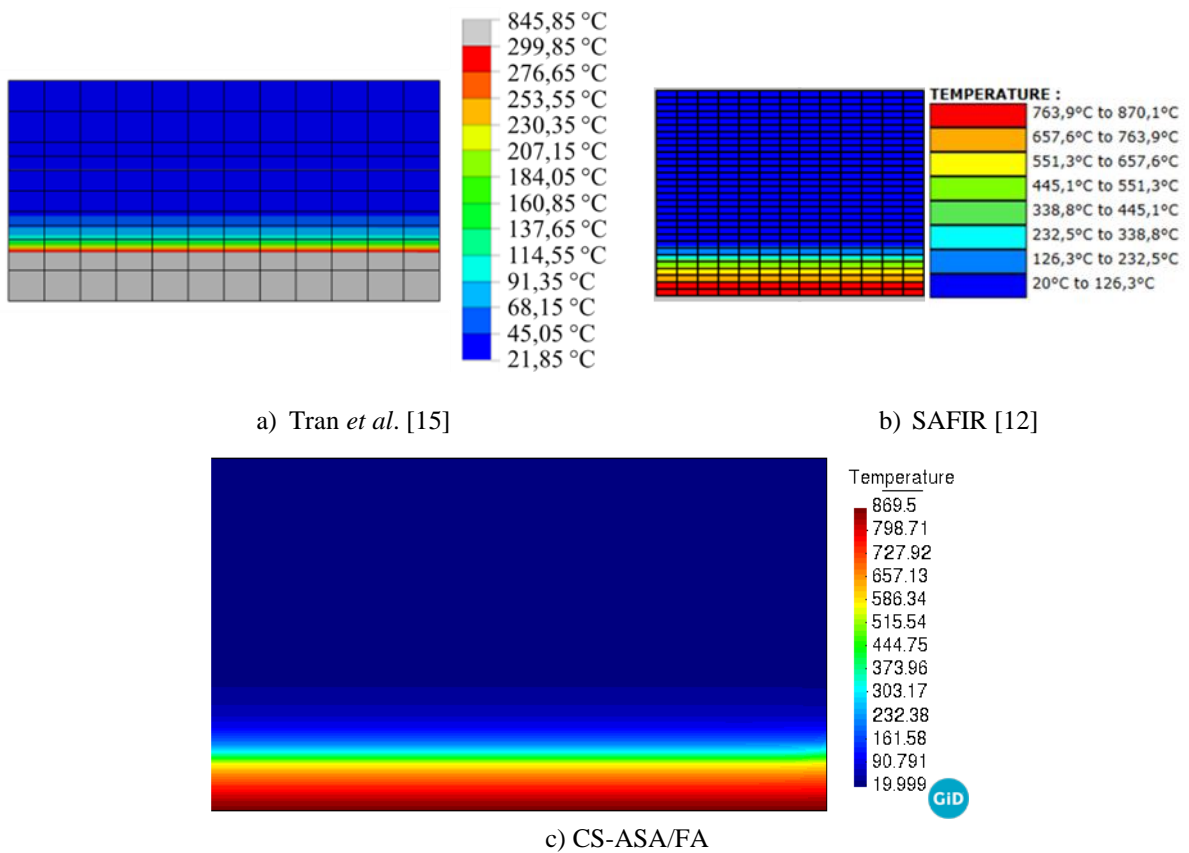 845,85 °C
299,85 °C
276,65 °C
253,55 °C
230,35 °C
207,15 °C
184,05 °C
160,85 °C
137,65 °C
114,55 °C
91,35 °C
68,15 °C
45,05 °C
21,85 °C
TEMPERATURE :
763,9°C to 870,1°C
657,6°C to 763,9°C
551,3°C to 657,6°C
445,1°C to 551,3°C
338,8°C to 445,1°C
232,5°C to 338,8°C
126,3°C to 232,5°C
20°C to 126,3°C
a) Tran et al. [15]
b) SAFIR [12]
Temperature
869.5
798.71
727.92
657.13
586.34
515.54
444.75
373.96
303.17
232.38
161.58
90.791
19.999
GiD
c) CS-ASA/FA